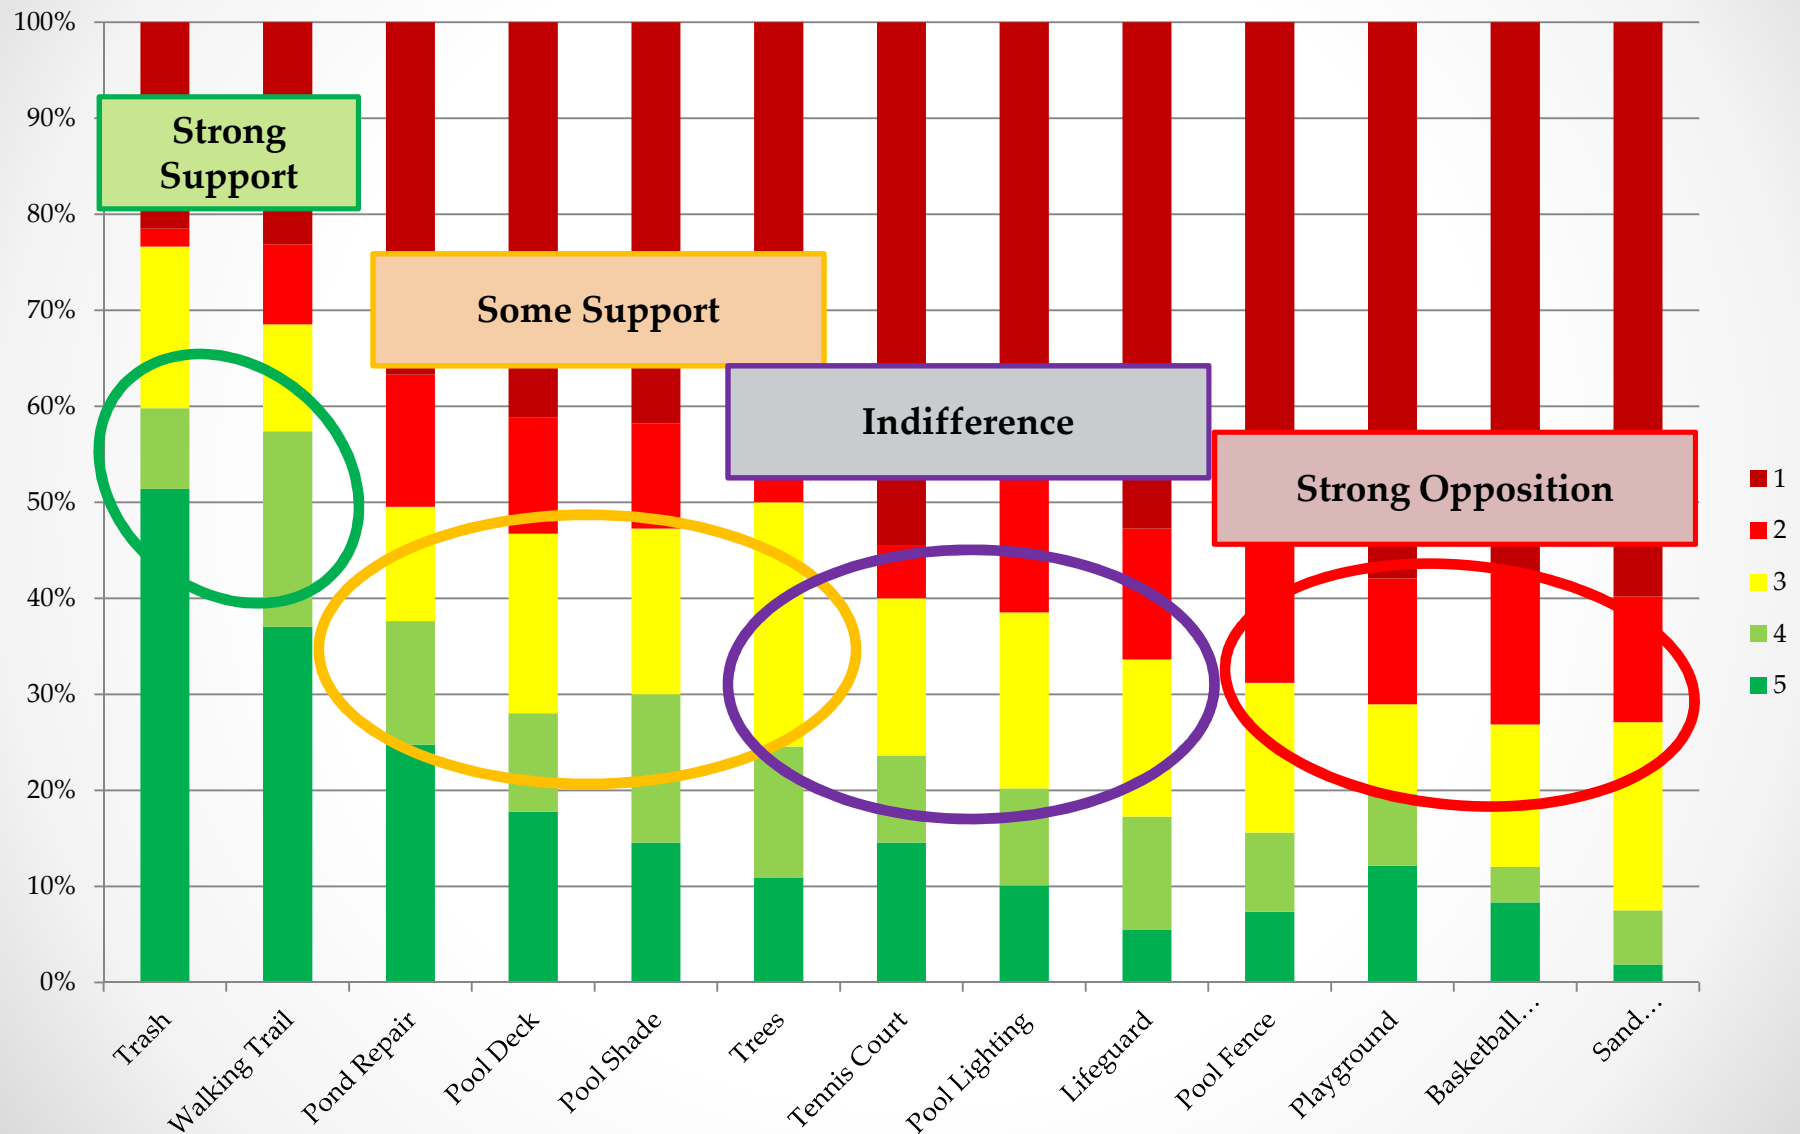 100%
90%
80%
70%
60%
50%
40%
30%
20%
10%
0%
Strong
Support
Some Support
Indifference
Strong Opposition
1
2
3
4
5
Trash
Walking Trail
Pond Repair
Pool Deck
Pool Shade
Trees
Tennis Court
Pool Lighting
Lifeguard
Pool Fence
Playground
Basketball…
Sand…